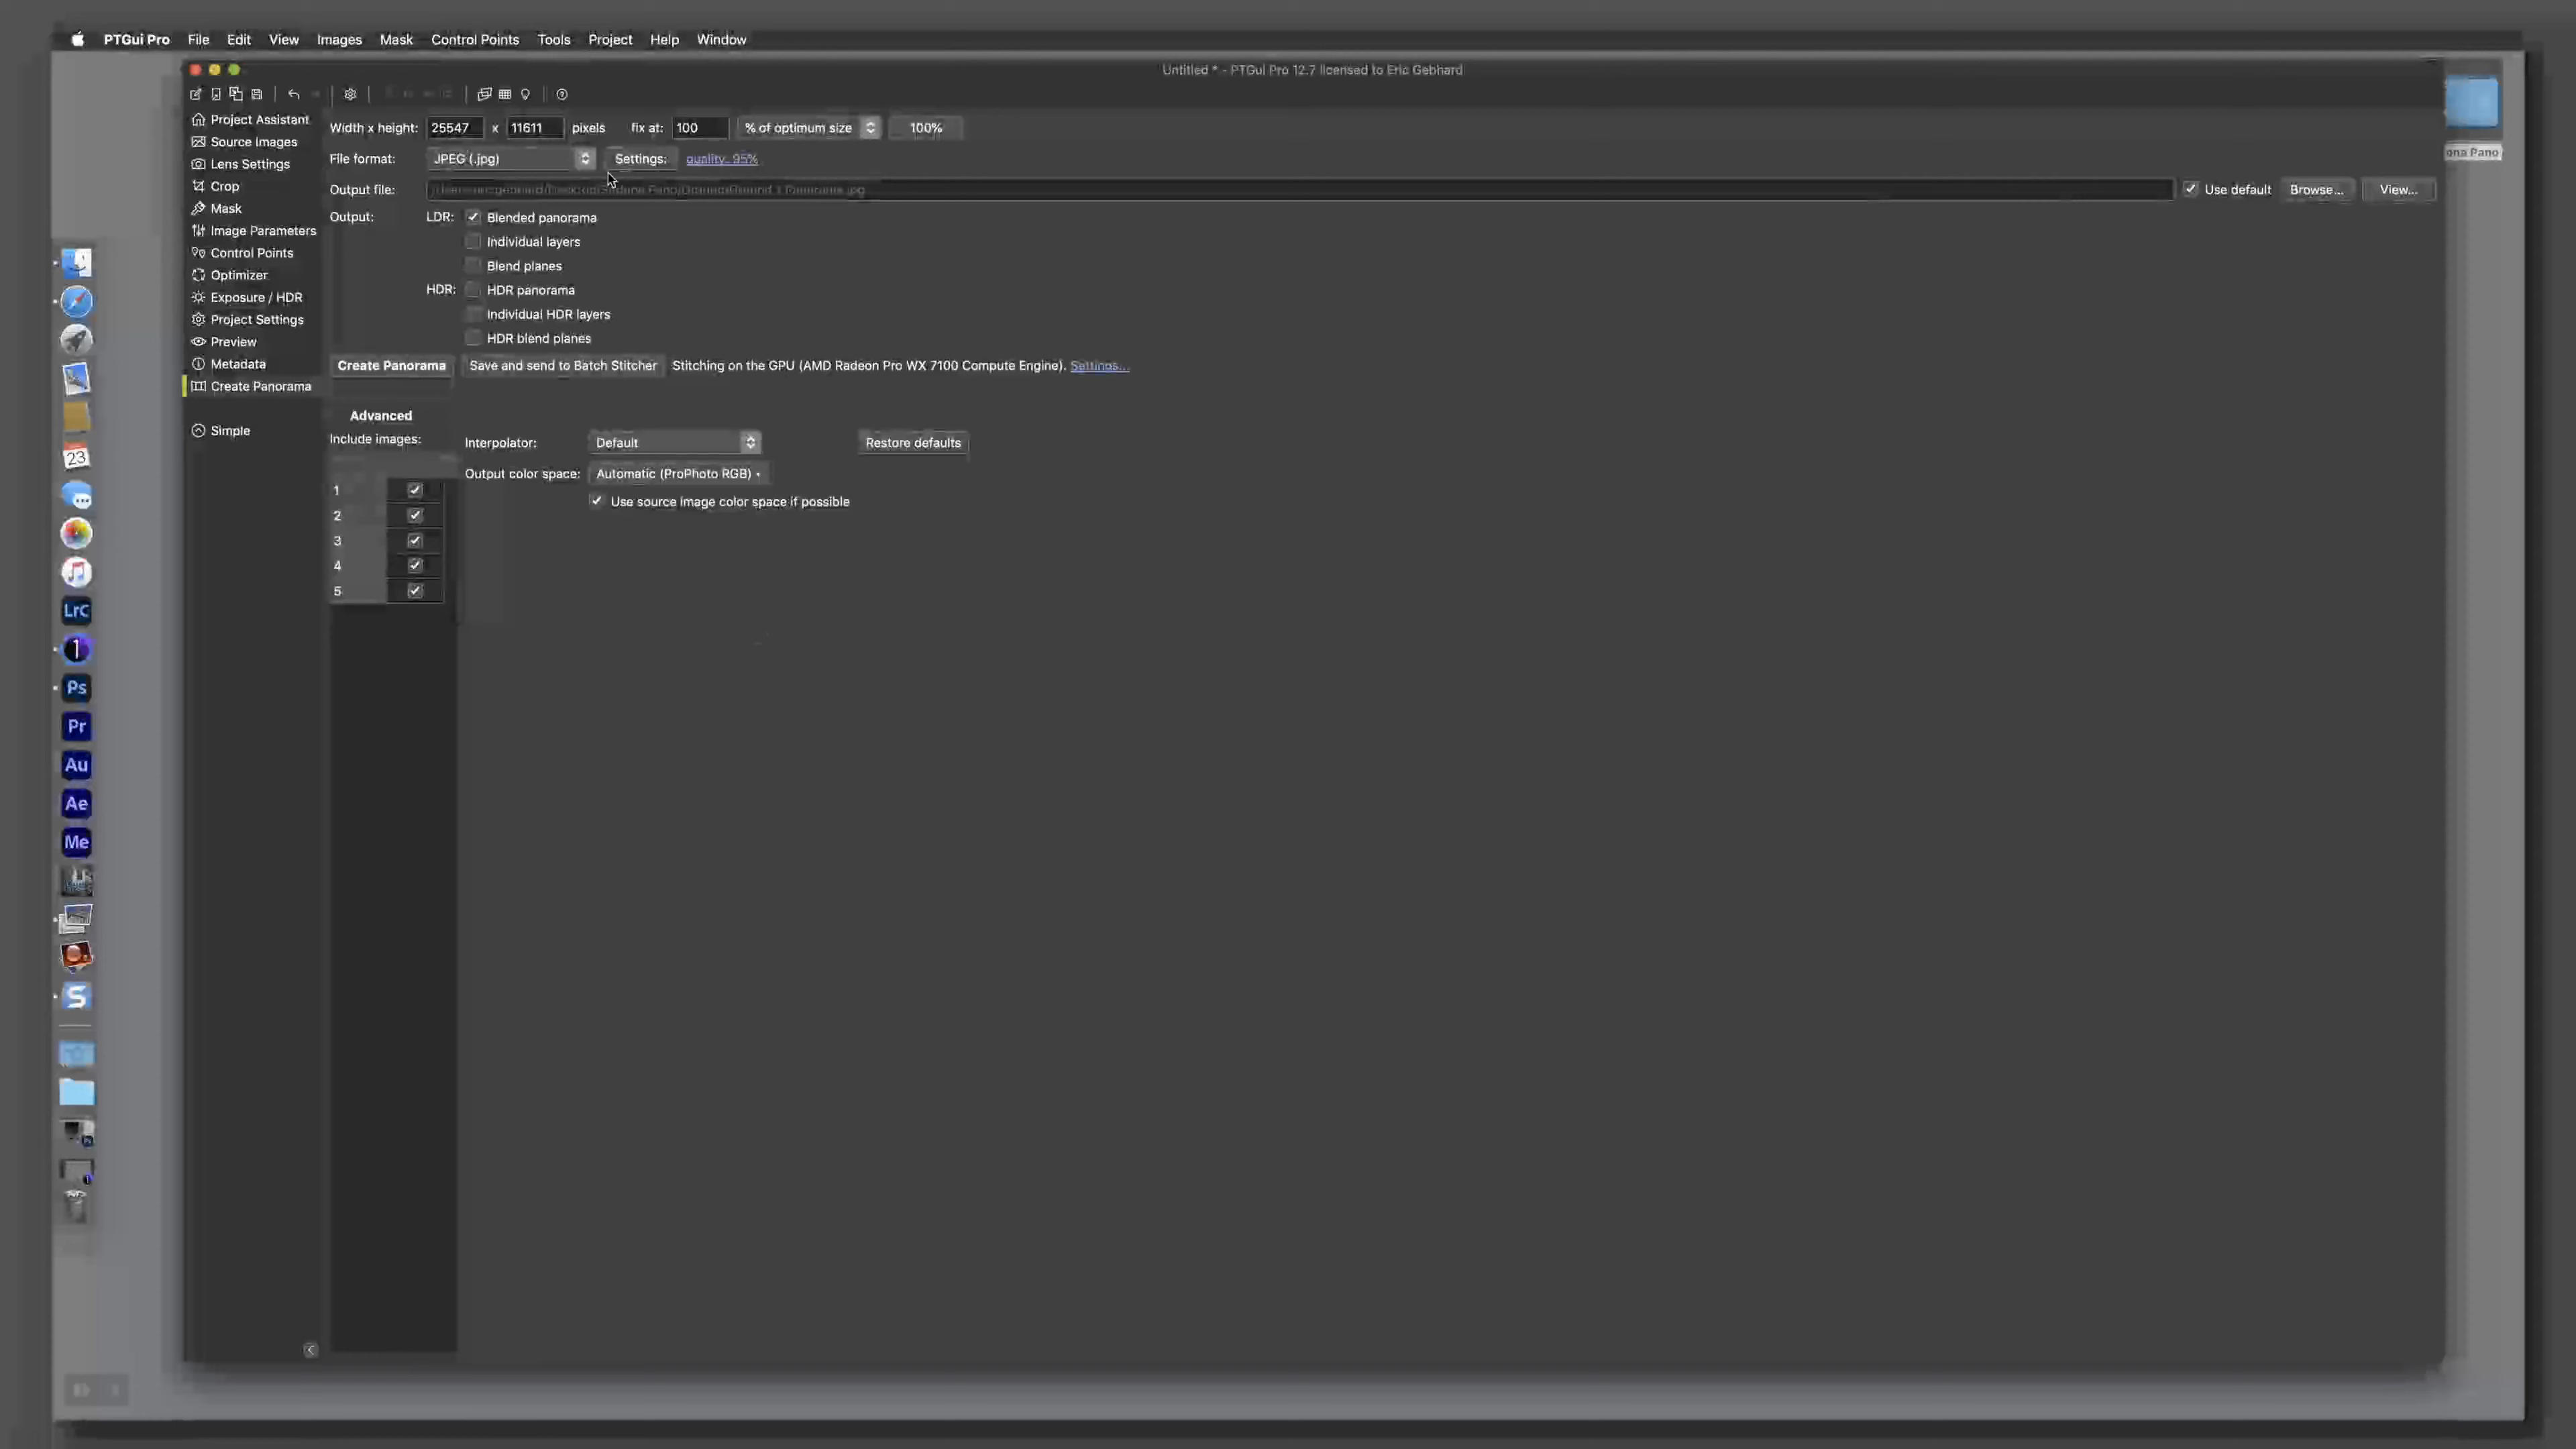 PTGui Pro File Edit View Images Mask Control Points Tools Project Help Window
Untitled * - PTGui Pro 12.7 licensed to Eric Gebhard
Project Assistant
Source Images
Lens Settings
Crop
Mask
Image Parameters
Control Points
Optimizer
Exposure / HDR
Project Settings
Preview
Metadata
Create Panorama
Simple
Width x height: 25547 x 11611 pixels fix at: 100 % of optimum size 100%
File format: JPEG (.jpg) Settings: quality: 95%
Output file: Use default Browse... View...
Output: LDR: Blended panorama
Individual layers
Blend planes
HDR: HDR panorama
Individual HDR layers
HDR blend planes
Create Panorama Save and send to Batch Stitcher Stitching on the GPU (AMD Radeon Pro WX 7100 Compute Engine). Settings...
Advanced
Include images:
1
2
3
4
5
Interpolator: Default Restore defaults
Output color space: Automatic (ProPhoto RGB)
Use source image color space if possible
ona Pano
23
LrC
1
Ps
Pr
Au
Ae
Me
S